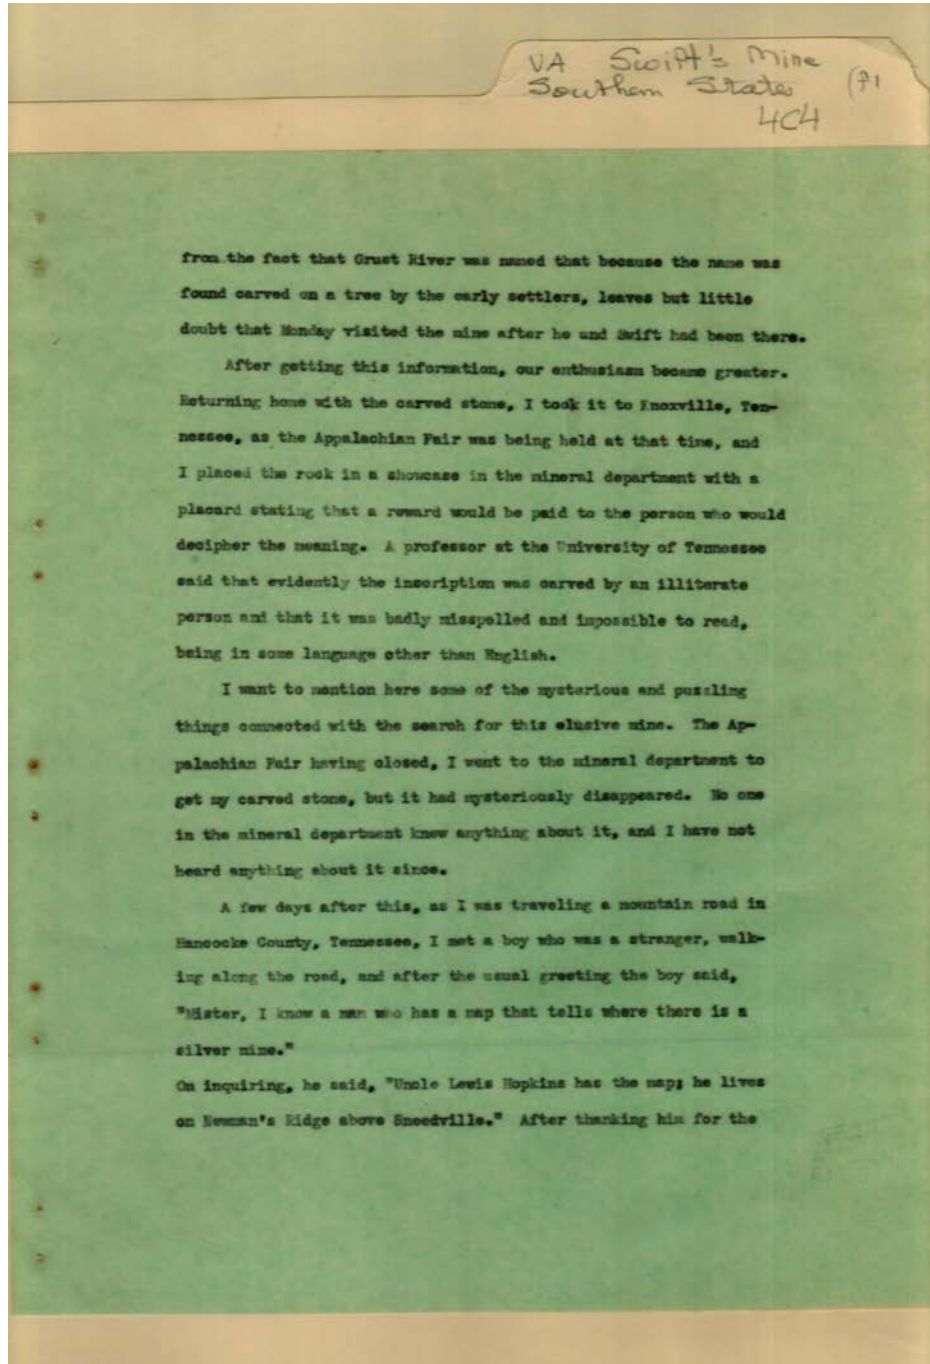 VA Swift's Mine
Southern States (P1
4C4
from the fact that Grust River was named that because the name was
found carved on a tree by the early settlers, leaves but little
doubt that Monday visited the mine after he and Swift had been there.
After getting this information, our enthusiasm became greater.
Returning home with the carved stone, I took it to Knoxville, Ten-
nessee, as the Appalachian Fair was being held at that time, and
I placed the rock in a showcase in the mineral department with a
placard stating that a reward would be paid to the person who would
decipher the meaning. A professor at the University of Tennessee
said that evidently the inscription was carved by an illiterate
person and that it was badly misspelled and impossible to read,
being in some language other than English.
I want to mention here some of the mysterious and puzzling
things connected with the search for this elusive mine. The Ap-
palachian Fair having closed, I went to the mineral department to
get my carved stone, but it had mysteriously disappeared. No one
in the mineral department knew anything about it, and I have not
heard anything about it since.
A few days after this, as I was traveling a mountain road in
Hancocke County, Tennessee, I met a boy who was a stranger, walk-
ing along the road, and after the usual greeting the boy said,
"Mister, I know a man who has a map that tells where there is a
silver mine."
On inquiring, he said, "Uncle Lewis Hopkins has the map; he lives
on Newman's Ridge above Sneedville." After thanking him for the